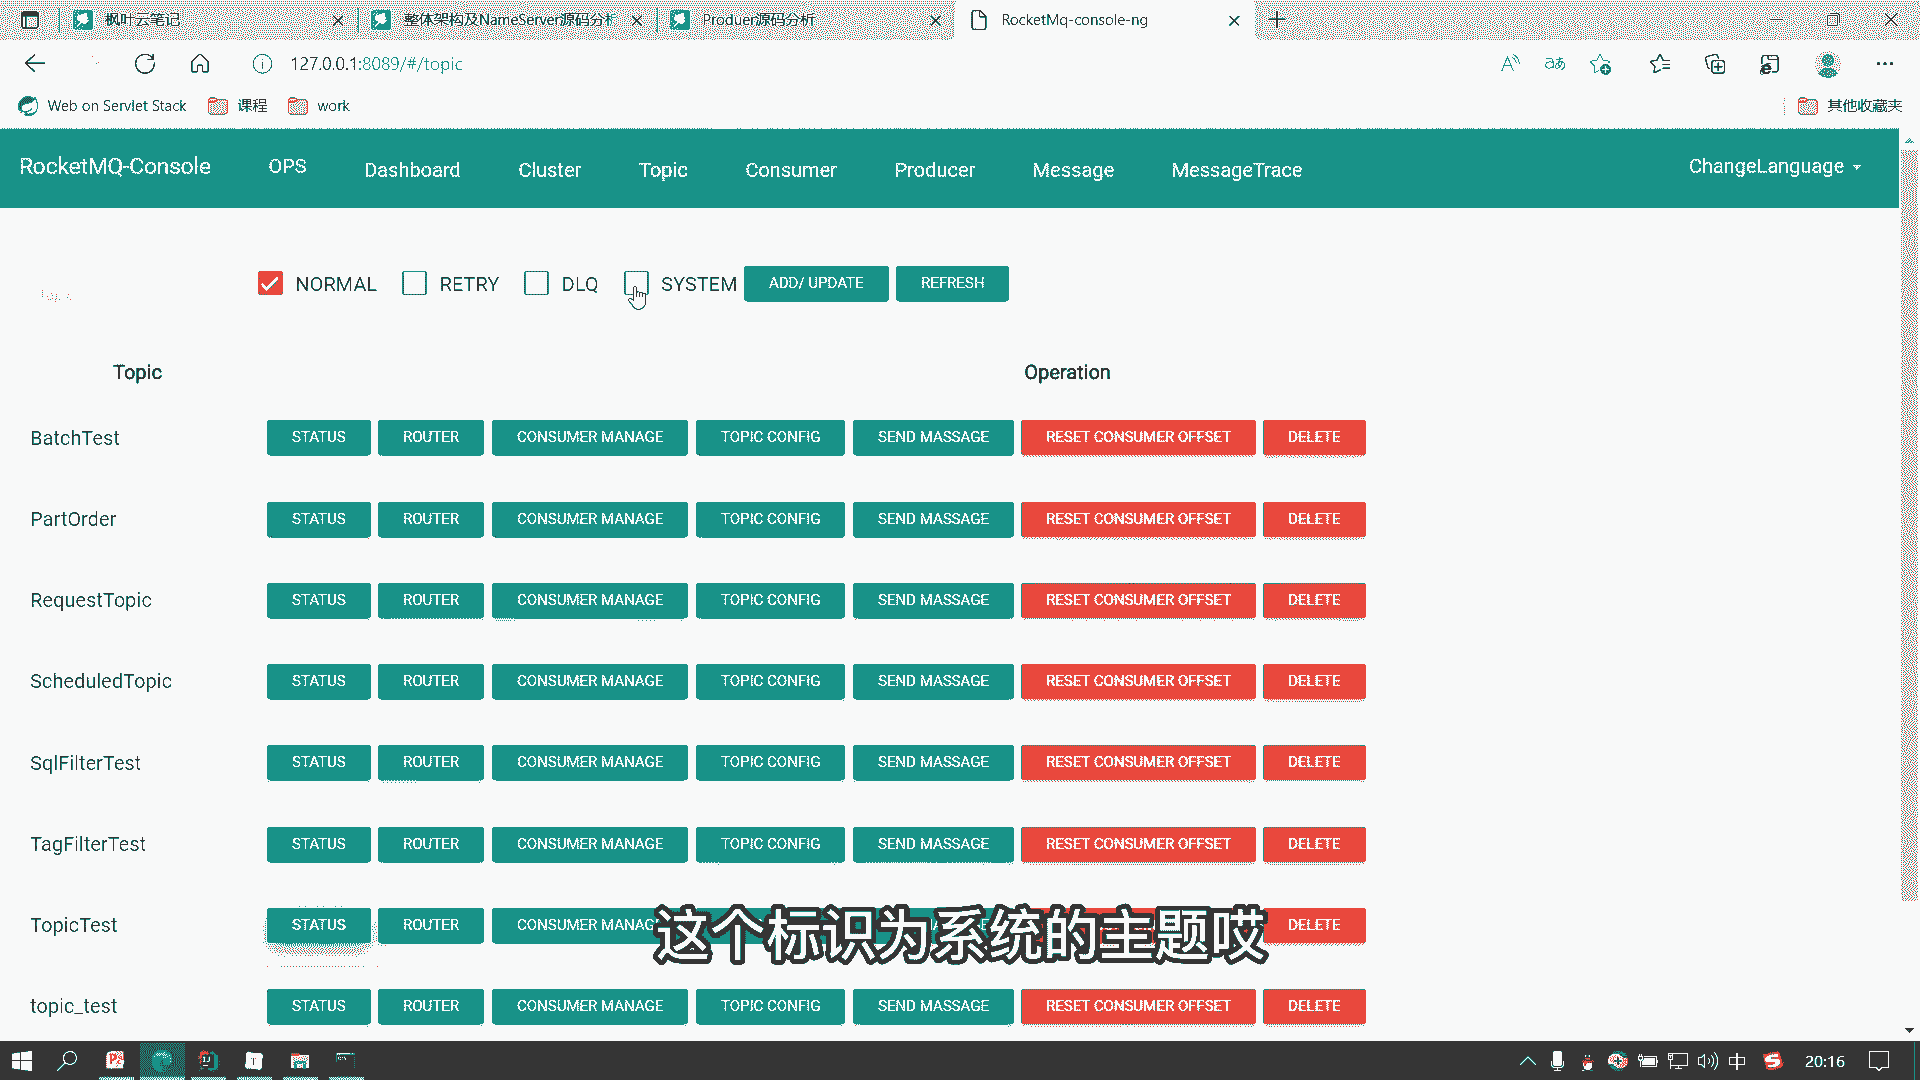 枫叶云笔记
整体架构及NameServer源码分析
Produer源码分析
RocketMq-console-ng
127.0.0.1:8089/#/topic
Web on Servlet Stack
课程
work
其他收藏夹
RocketMQ-Console
OPS
Dashboard
Cluster
Topic
Consumer
Producer
Message
MessageTrace
ChangeLanguage
NORMAL
RETRY
DLQ
SYSTEM
ADD/ UPDATE
REFRESH
Topic
Operation
BatchTest STATUS ROUTER CONSUMER MANAGE TOPIC CONFIG SEND MASSAGE RESET CONSUMER OFFSET DELETE
PartOrder STATUS ROUTER CONSUMER MANAGE TOPIC CONFIG SEND MASSAGE RESET CONSUMER OFFSET DELETE
RequestTopic STATUS ROUTER CONSUMER MANAGE TOPIC CONFIG SEND MASSAGE RESET CONSUMER OFFSET DELETE
ScheduledTopic STATUS ROUTER CONSUMER MANAGE TOPIC CONFIG SEND MASSAGE RESET CONSUMER OFFSET DELETE
SqlFilterTest STATUS ROUTER CONSUMER MANAGE TOPIC CONFIG SEND MASSAGE RESET CONSUMER OFFSET DELETE
TagFilterTest STATUS ROUTER CONSUMER MANAGE TOPIC CONFIG SEND MASSAGE RESET CONSUMER OFFSET DELETE
TopicTest STATUS ROUTER CONSUMER DELETE
这个标识为系统的主题哎
topic_test STATUS ROUTER CONSUMER MANAGE TOPIC CONFIG SEND MASSAGE RESET CONSUMER OFFSET DELETE
中
20:16